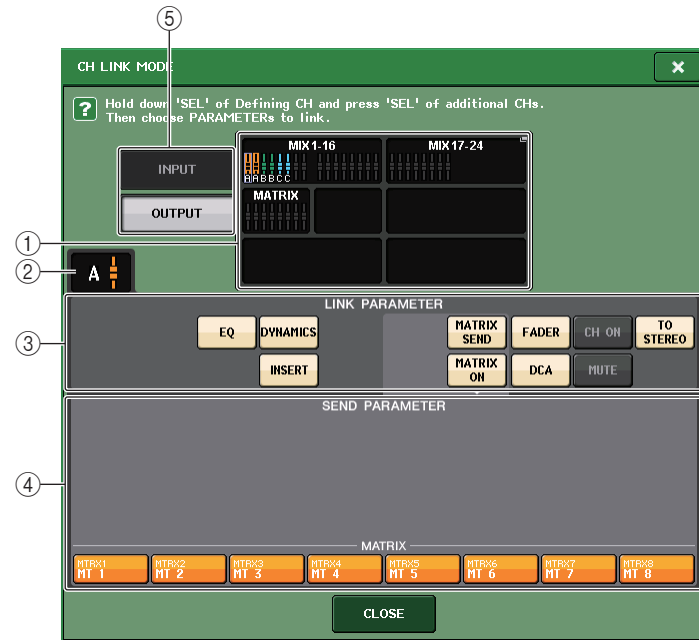 ⑤
CH LINK MODE
? Hold down 'SEL' of Defining CH and press 'SEL' of additional CHs.
Then choose PARAMETERs to link.
INPUT
OUTPUT
MIX1-16
MIX17-24
AABBCC
MATRIX
①
②
A
③
LINK PARAMETER
EQ
DYNAMICS
MATRIX SEND
FADER
CH ON
TO STEREO
INSERT
MATRIX ON
DCA
MUTE
④
SEND PARAMETER
MATRIX
MTRX1
MT 1
MTRX2
MT 2
MTRX3
MT 3
MTRX4
MT 4
MTRX5
MT 5
MTRX6
MT 6
MTRX7
MT 7
MTRX8
MT 8
CLOSE